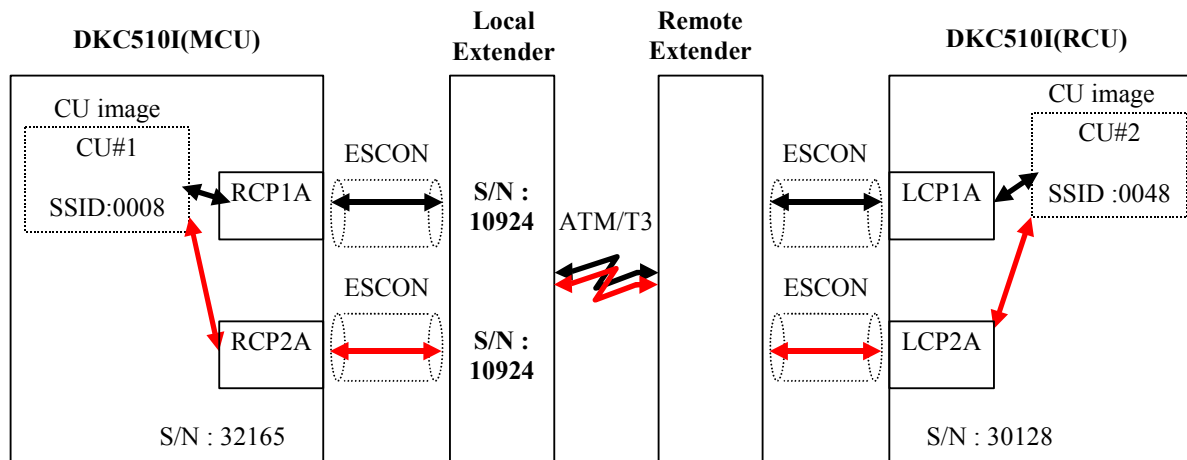 DKC510I(MCU)
Local
Extender
Remote
Extender
DKC510I(RCU)
CU image
CU#1
SSID:0008
RCP1A
ESCON
S/N :
10924
ATM/T3
ESCON
LCP1A
CU image
CU#2
SSID :0048
RCP2A
ESCON
S/N :
10924
ESCON
LCP2A
S/N : 32165
S/N : 30128